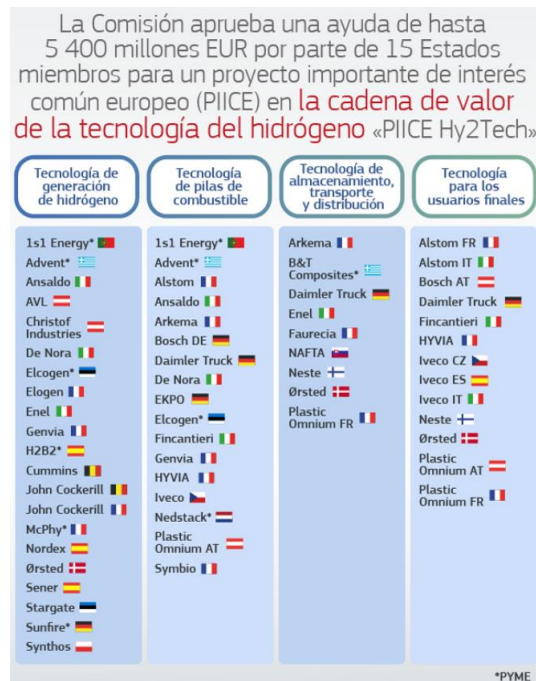 La Comisión aprueba una ayuda de hasta
5 400 millones EUR por parte de 15 Estados
miembros para un proyecto importante de interés
común europeo (PIICE) en la cadena de valor
de la tecnología del hidrógeno «PIICE Hy2Tech»
Tecnología de
generación
de hidrógeno
1s1 Energy*
Advent*
Ansaldo
AVL
Christof
Industries
De Nora
Elcogen*
Elogen
Enel
Genvia
H2B2*
Cummins
John Cockerill
John Cockerill
McPhy*
Nordex
Ørsted
Sener
Stargate
Sunfire*
Synthos
Tecnología
de pilas de
combustible
1s1 Energy*
Advent*
Alstom
Ansaldo
Arkema
Bosch DE
Daimler Truck
De Nora
EKPO
Elcogen*
Fincantieri
Genvia
HYVIA
Iveco
Nedstack*
Plastic
Omnium AT
Symbio
Tecnología de
almacenamiento,
transporte
y distribución
Arkema
B&T
Composites*
Daimler Truck
Enel
Faurecia
NAFTA
Neste
Ørsted
Plastic
Omnium FR
Tecnología
para los
usuarios finales
Alstom FR
Alstom IT
Bosch AT
Daimler Truck
Fincantieri
HYVIA
Iveco CZ
Iveco ES
Iveco IT
Neste
Ørsted
Plastic
Omnium AT
Plastic
Omnium FR
*PYME